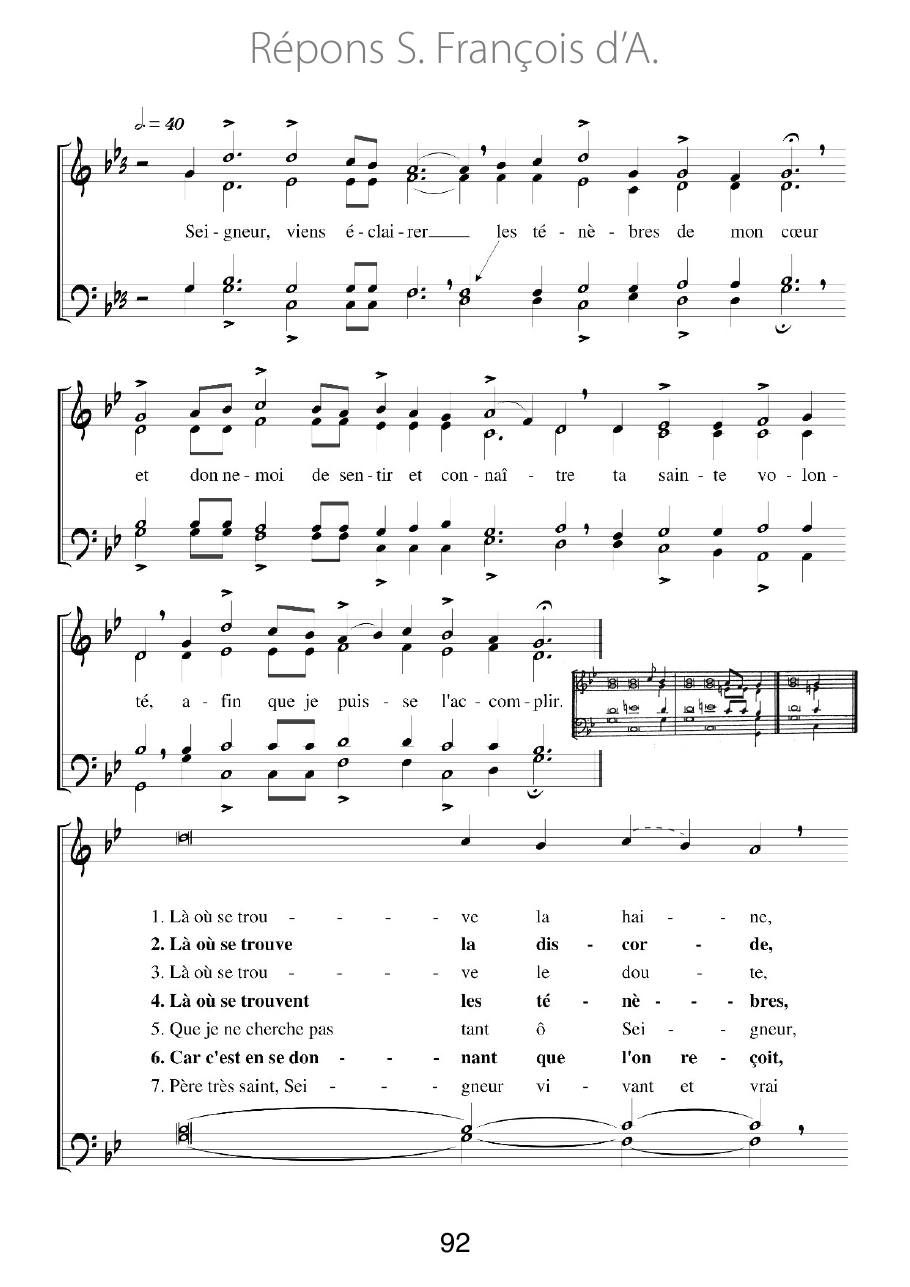 Répons S. François d'A.
= 40
Sei - gneur, viens é - clai - rer les té - nè - bres de mon cœur
et don ne - moi de sen - tir et con - naî - tre ta sain - te vo - lon -
té, a - fin que je puis - se l'ac - com - plir.
1. Là où se trou - - - - ve la hai - - ne,
2. Là où se trouve la dis - cor - de,
3. Là où se trou - - - - ve le dou - te,
4. Là où se trouvent les té - nè - - - bres,
5. Que je ne cherche pas tant ô Sei - - gneur,
6. Car c'est en se don - - - nant que l'on re - çoit,
7. Père très saint, Sei - - - gneur vi - vant et vrai
92